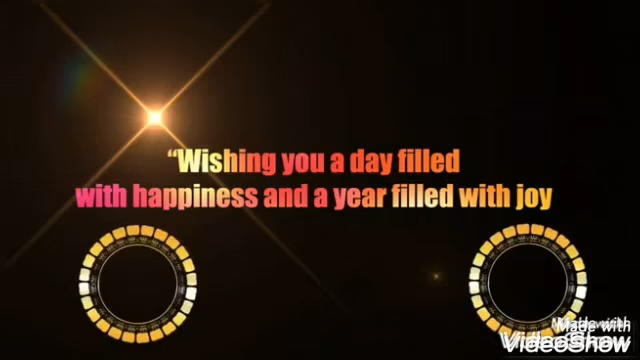 “Wishing you a day filled
with happiness and a year filled with joy
Made with
VideoShow